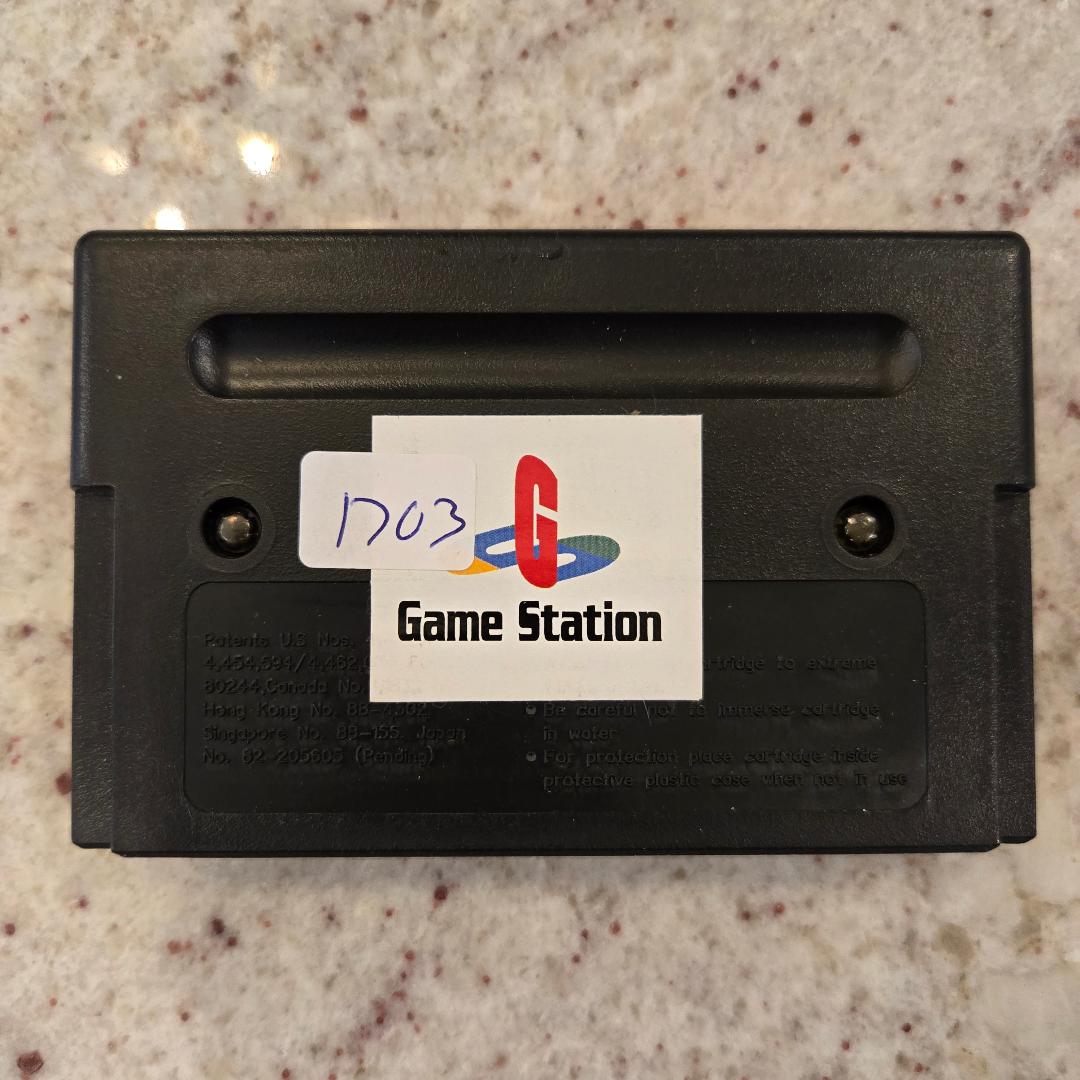 1703
G
Game Station
Patents U.S Nos.
4,454,594/4,462,
80244, Canada No.
Hong Kong No. 88-4302
Singapore No. 88-155. Japan
No. 82-205605 (Pending)
cartridge to extreme
● Be careful not to immerse cartridge
in water
● For protection place cartridge inside
protective plastic case when not in use